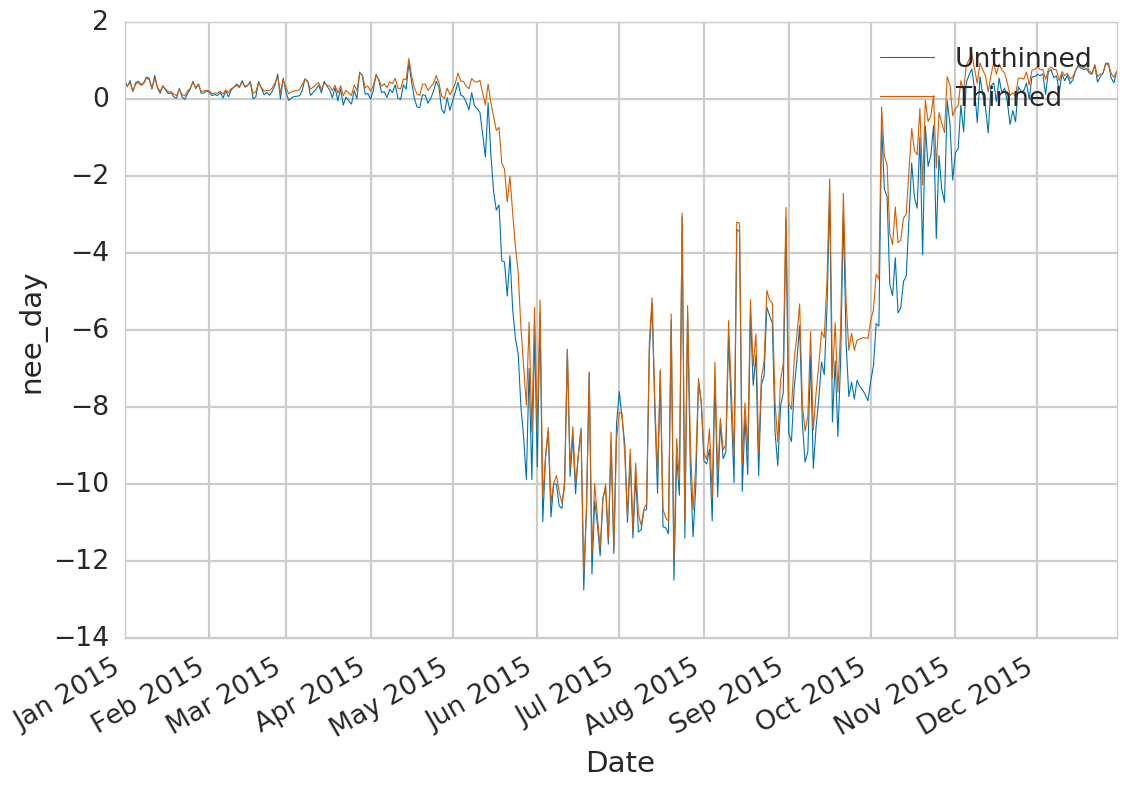 2
0
−2
−4
−6
−8
−10
−12
−14
nee_day
Unthinned
Thinned
Jan 2015
Feb 2015
Mar 2015
Apr 2015
May 2015
Jun 2015
Jul 2015
Aug 2015
Sep 2015
Oct 2015
Nov 2015
Dec 2015
Date